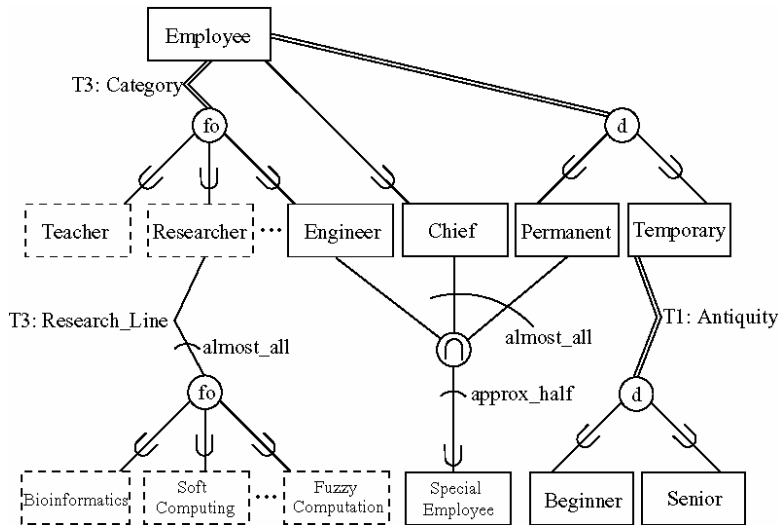 Employee
T3: Category
fo
d
Teacher
Researcher
...
Engineer
Chief
Permanent
Temporary
T3: Research_Line
almost_all
almost_all
T1: Antiquity
approx_half
fo
d
Bioinformatics
Soft
Computing
...
Fuzzy
Computation
Special
Employee
Beginner
Senior